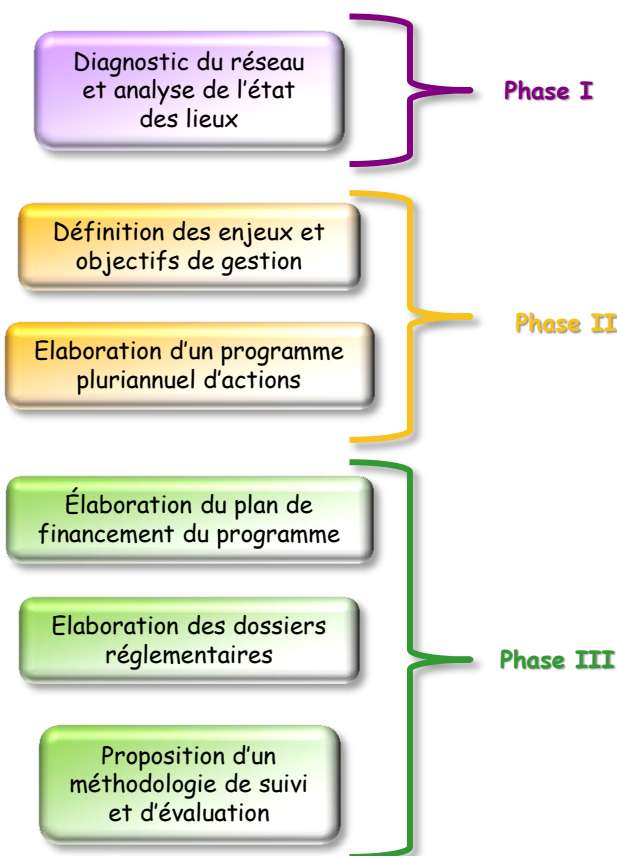 Diagnostic du réseau
et analyse de l'état
des lieux
Phase I
Définition des enjeux et
objectifs de gestion
Elaboration d'un programme
pluriannuel d'actions
Phase II
Élaboration du plan de
financement du programme
Elaboration des dossiers
réglementaires
Proposition d'un
méthodologie de suivi
et d'évaluation
Phase III